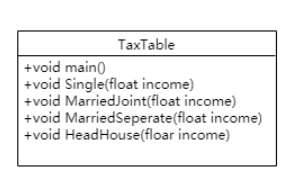 TaxTable
+void main()
+void Single(float income)
+void MarriedJoint(float income)
+void MarriedSeperate(float income)
+void HeadHouse(floar income)